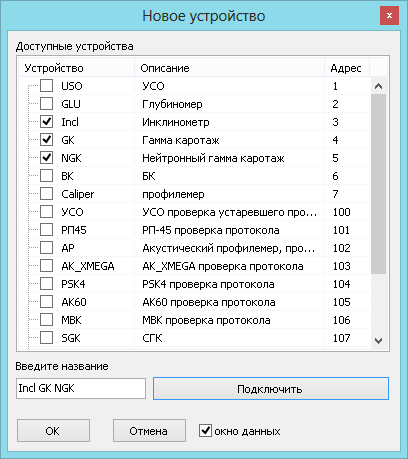 Новое устройство
x
Доступные устройства
Устройство Описание Адрес
USO УСО 1
GLU Глубиномер 2
Incl Инклинометр 3
GK Гамма каротаж 4
NGK Нейтронный гамма каротаж 5
BK БК 6
Caliper профилемер 7
УСО УСО проверка устаревшего про... 100
РП45 РП-45 проверка протокола 101
АР Акустический профилемер, про... 102
AK_XMEGA AK_XMEGA проверка протокола 103
PSK4 PSK4 проверка протокола 104
АК60 АК60 проверка протокола 105
МВК МВК проверка протокола 106
SGK СГК 107
Введите название
Incl GK NGK Подключить
OK Отмена окно данных